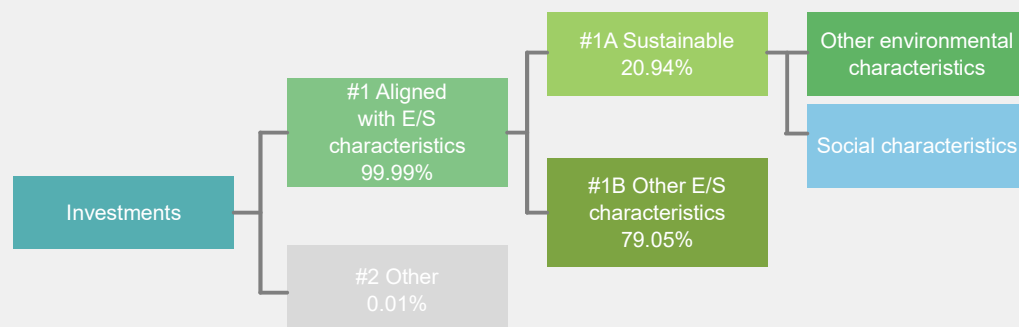 Investments
#1 Aligned
with E/S
characteristics
99.99%
#2 Other
0.01%
#1A Sustainable
20.94%
#1B Other E/S
characteristics
79.05%
Other environmental
characteristics
Social characteristics